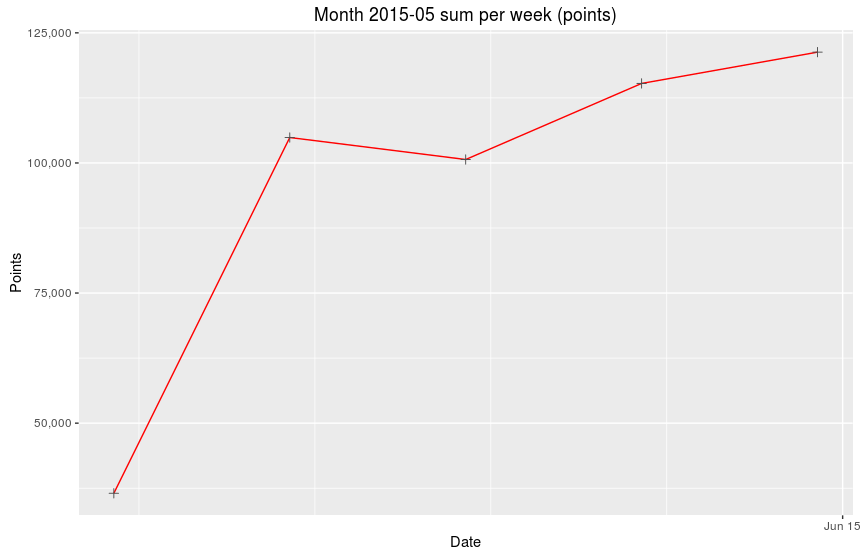 Month 2015-05 sum per week (points)
125,000
100,000
75,000
50,000
Points
Jun 15
Date